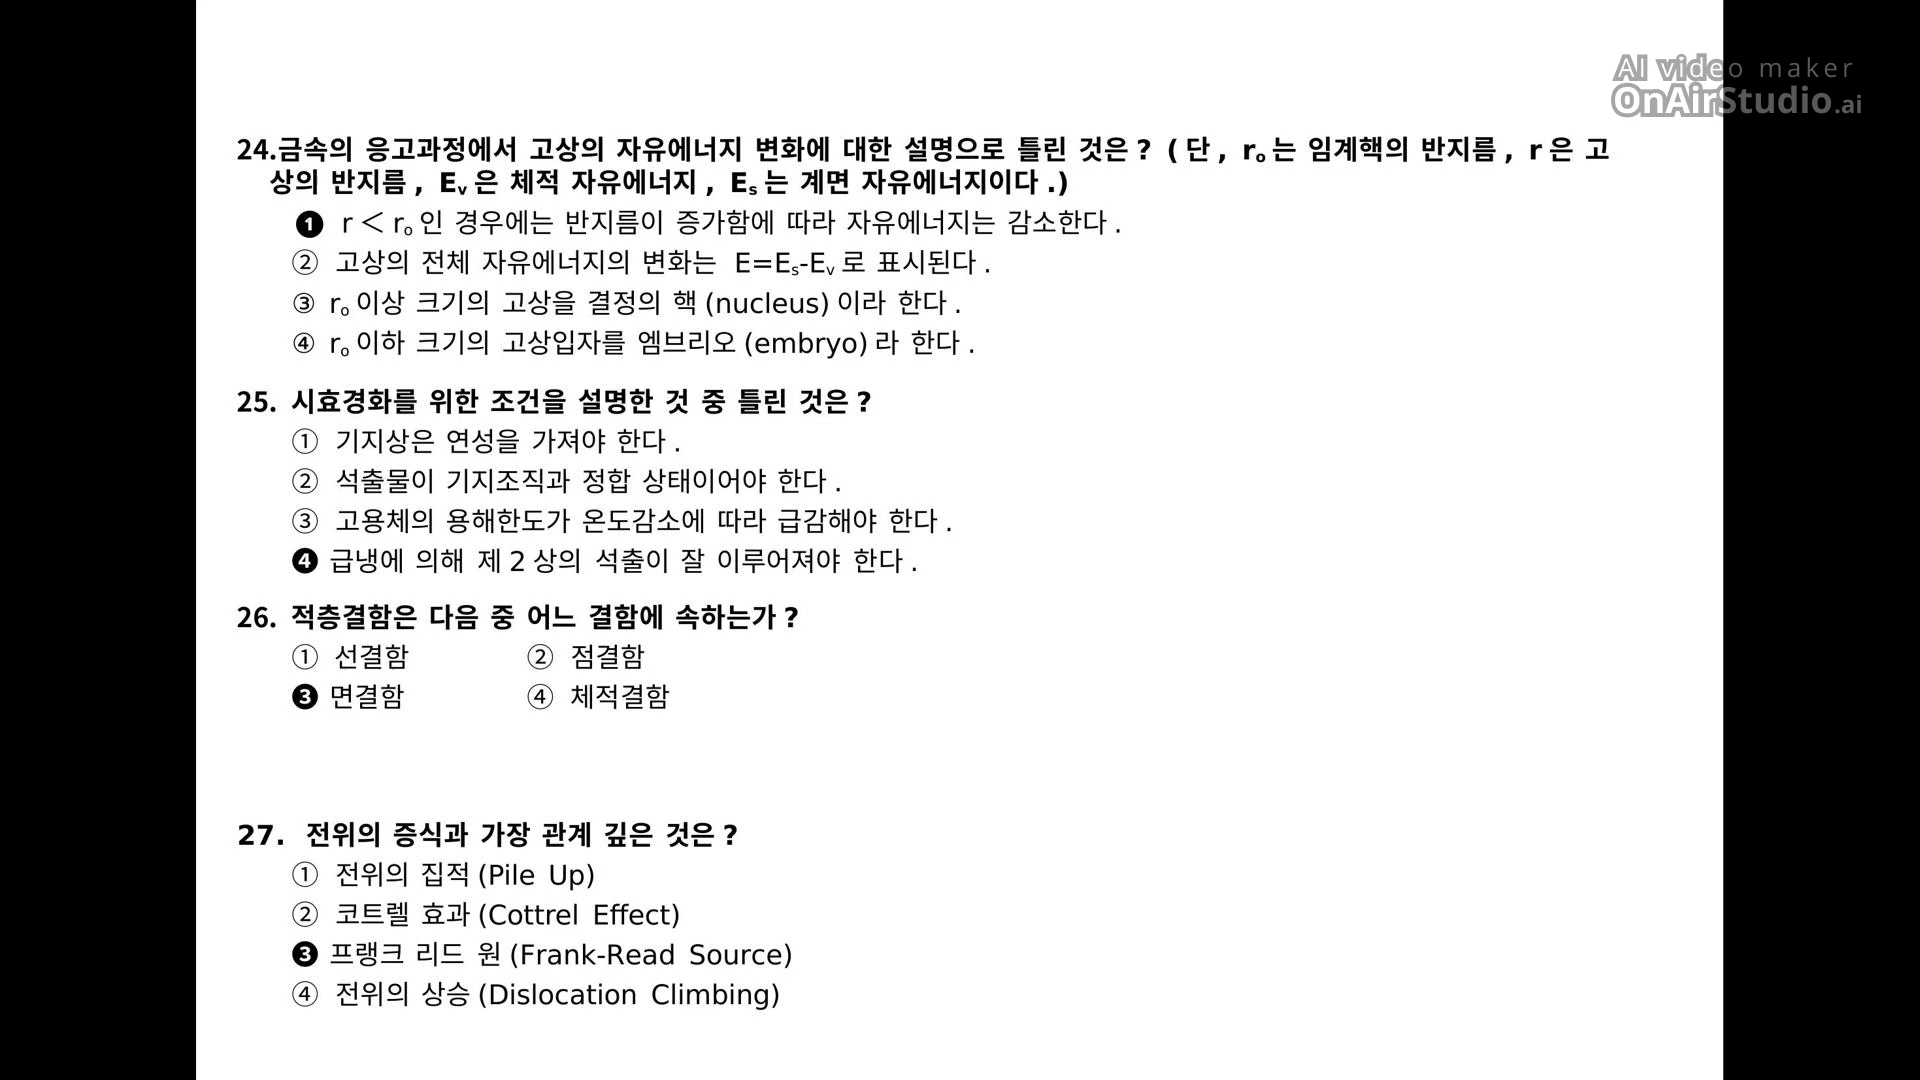 AI video maker
OnAirStudio.ai
24.금속의 응고과정에서 고상의 자유에너지 변화에 대한 설명으로 틀린 것은? (단, rₒ는 임계핵의 반지름, r은 고
상의 반지름, Eᵥ은 체적 자유에너지, Eₛ는 계면 자유에너지이다.)
❶ r < rₒ인 경우에는 반지름이 증가함에 따라 자유에너지는 감소한다.
② 고상의 전체 자유에너지의 변화는 E=Eₛ-Eᵥ로 표시된다.
③ rₒ이상 크기의 고상을 결정의 핵(nucleus)이라 한다.
④ rₒ이하 크기의 고상입자를 엠브리오(embryo)라 한다.
25. 시효경화를 위한 조건을 설명한 것 중 틀린 것은?
① 기지상은 연성을 가져야 한다.
② 석출물이 기지조직과 정합 상태이어야 한다.
③ 고용체의 용해한도가 온도감소에 따라 급감해야 한다.
❹ 급냉에 의해 제2상의 석출이 잘 이루어져야 한다.
26. 적층결함은 다음 중 어느 결함에 속하는가?
① 선결함 ② 점결함
❸ 면결함 ④ 체적결함
27. 전위의 증식과 가장 관계 깊은 것은?
① 전위의 집적(Pile Up)
② 코트렐 효과(Cottrel Effect)
❸ 프랭크 리드 원(Frank-Read Source)
④ 전위의 상승(Dislocation Climbing)